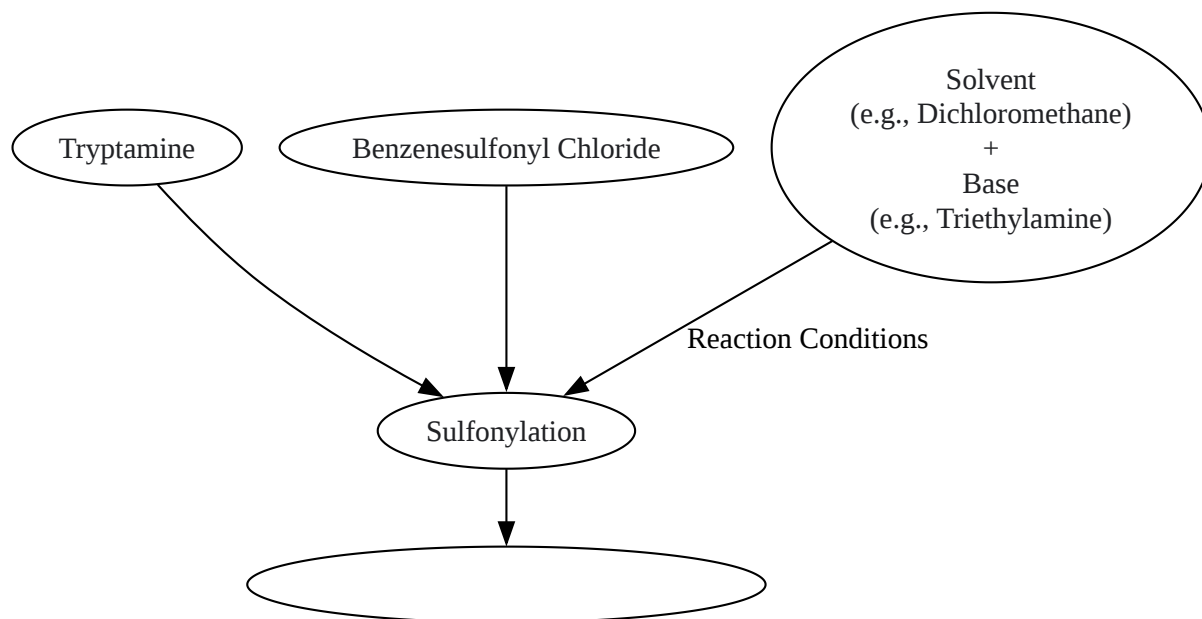 Tryptamine
Benzenesulfonyl Chloride
Solvent
(e.g., Dichloromethane)
+
Base
(e.g., Triethylamine)
Reaction Conditions
Sulfonylation